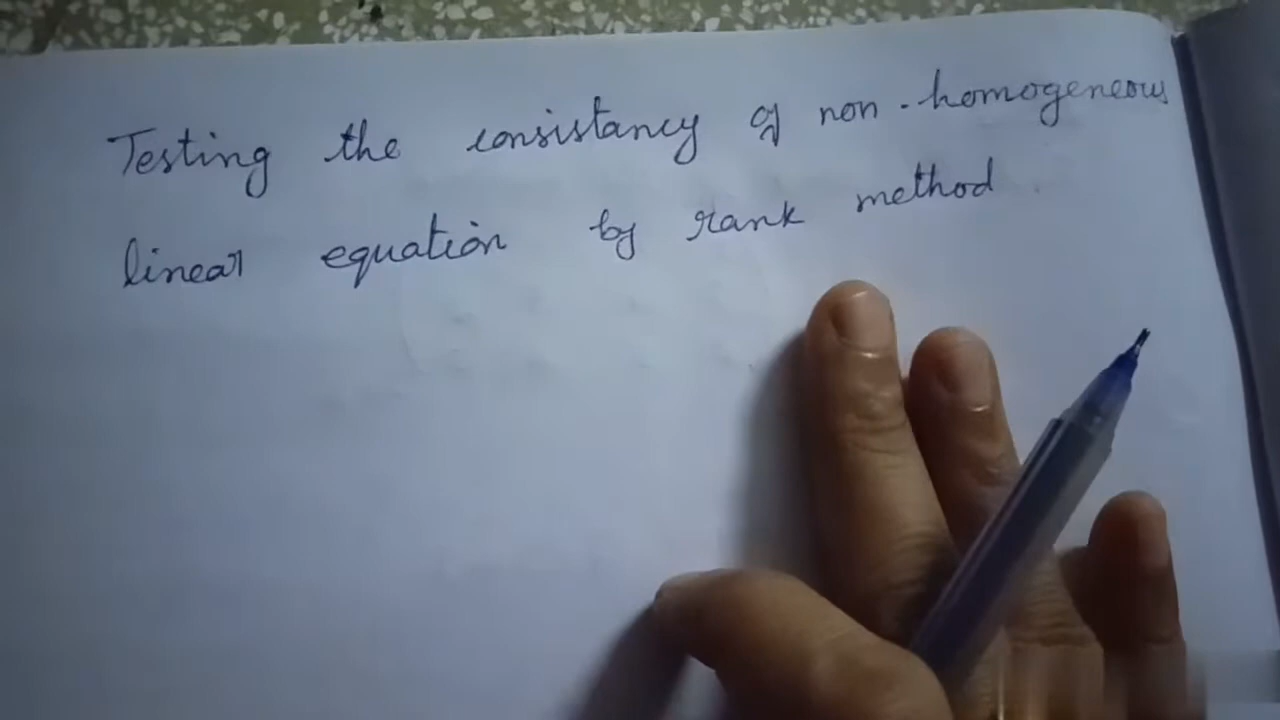 Testing the consistancy of non-homogeneous
linear equation by rank method